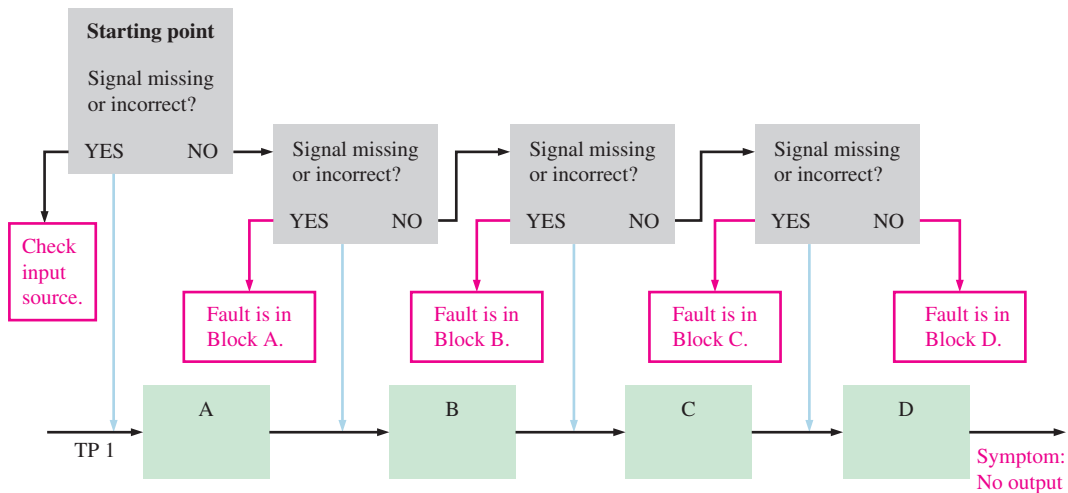 Starting point
Signal missing
or incorrect?
YES NO
Signal missing
or incorrect?
YES NO
Signal missing
or incorrect?
YES NO
Signal missing
or incorrect?
YES NO
Check
input
source.
Fault is in
Block A.
Fault is in
Block B.
Fault is in
Block C.
Fault is in
Block D.
A
B
C
D
TP 1
Symptom:
No output